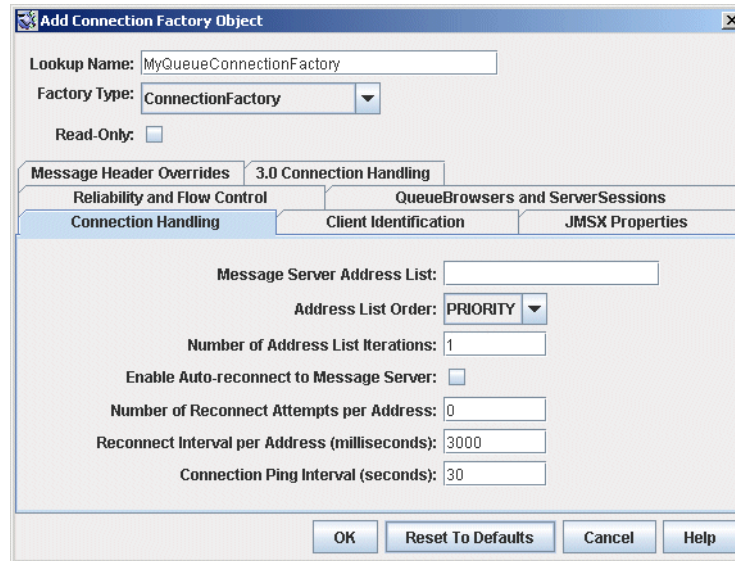 Add Connection Factory Object
Lookup Name: MyQueueConnectionFactory
Factory Type: ConnectionFactory
Read-Only:
Message Header Overrides 3.0 Connection Handling
Reliability and Flow Control QueueBrowsers and ServerSessions
Connection Handling Client Identification JMSX Properties
Message Server Address List:
Address List Order: PRIORITY
Number of Address List Iterations: 1
Enable Auto-reconnect to Message Server:
Number of Reconnect Attempts per Address: 0
Reconnect Interval per Address (milliseconds): 3000
Connection Ping Interval (seconds): 30
OK Reset To Defaults Cancel Help